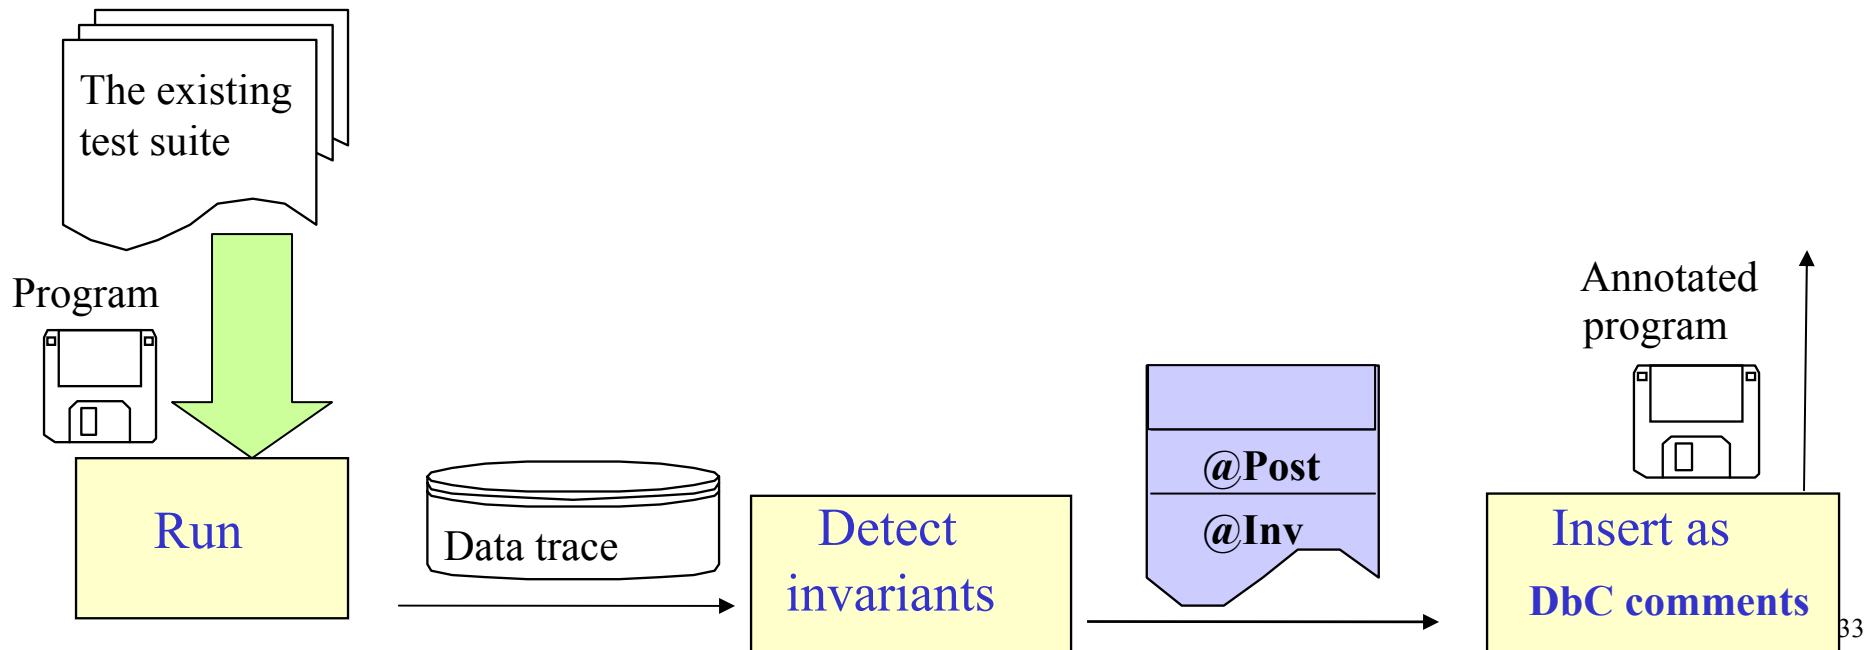 The existing
test suite
Program
Run
Data trace
Detect
invariants
@Post
@Inv
Annotated
program
Insert as
DbC comments
33